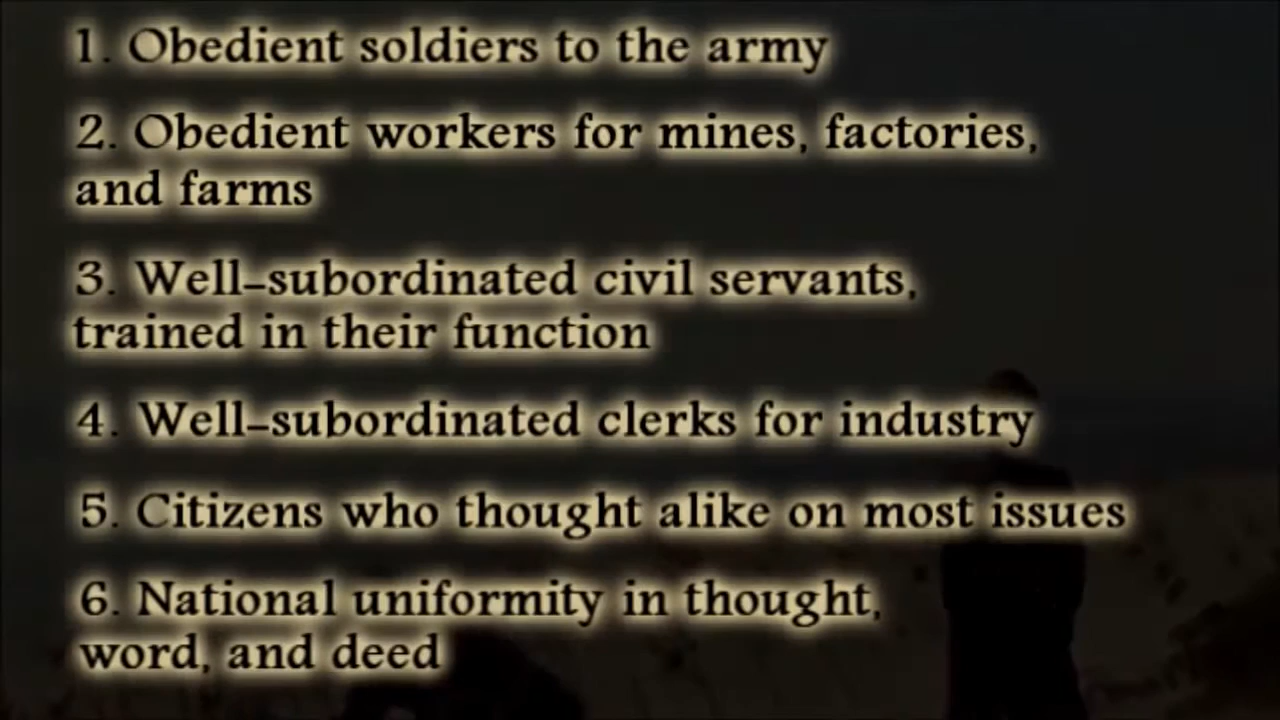 1. Obedient soldiers to the army
2. Obedient workers for mines, factories,
and farms
3. Well-subordinated civil servants,
trained in their function
4. Well-subordinated clerks for industry
5. Citizens who thought alike on most issues
6. National uniformity in thought,
word, and deed